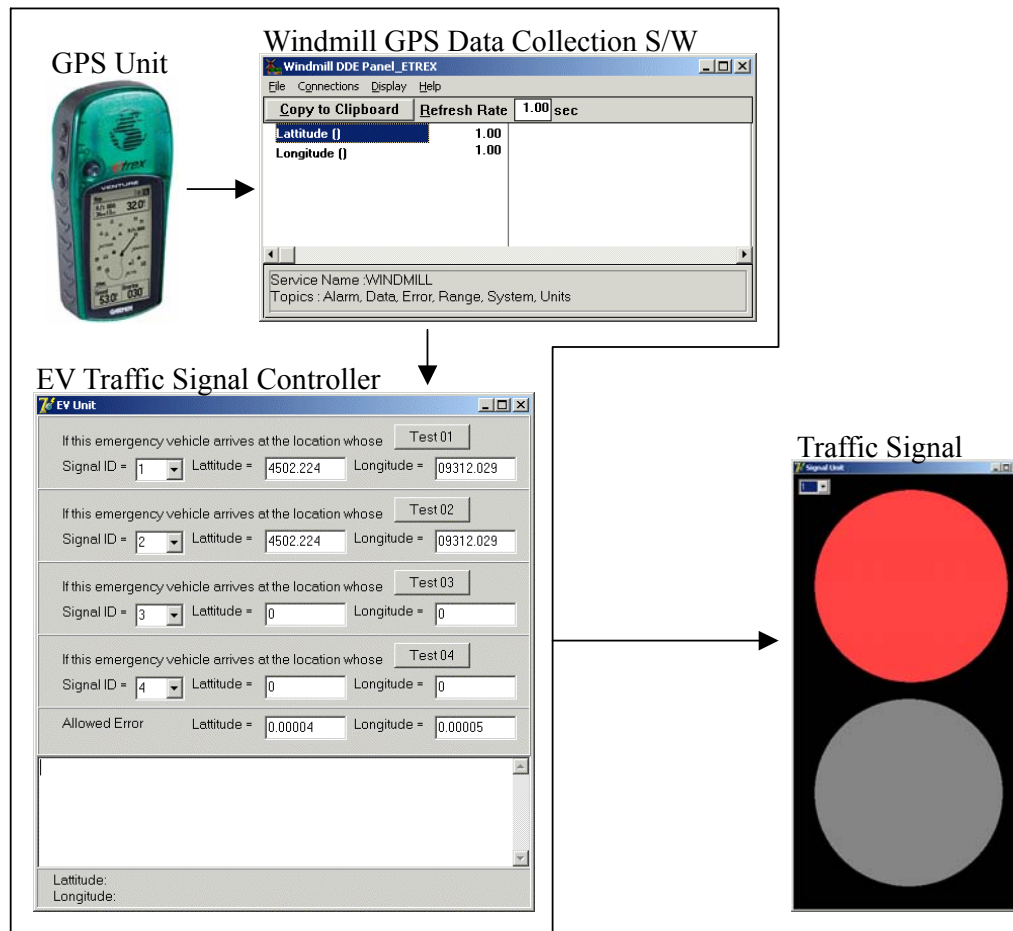 GPS Unit
Windmill GPS Data Collection S/W
Windmill DDE Panel_ETREX
File Connections Display Help
Copy to Clipboard Refresh Rate 1.00 sec
Lattitude () 1.00
Longitude () 1.00
Service Name :WINDMILL
Topics : Alarm, Data, Error, Range, System, Units
etrex
VENTURE
320°
53.0 030°
GARMIN
EV Traffic Signal Controller
EV Unit
If this emergency vehicle arrives at the location whose Test 01
Signal ID = 1 Lattitude = 4502.224 Longitude = 09312.029
If this emergency vehicle arrives at the location whose Test 02
Signal ID = 2 Lattitude = 4502.224 Longitude = 09312.029
If this emergency vehicle arrives at the location whose Test 03
Signal ID = 3 Lattitude = 0 Longitude = 0
If this emergency vehicle arrives at the location whose Test 04
Signal ID = 4 Lattitude = 0 Longitude = 0
Allowed Error Lattitude = 0.00004 Longitude = 0.00005
Lattitude:
Longitude:
Traffic Signal
Signal Unit
1